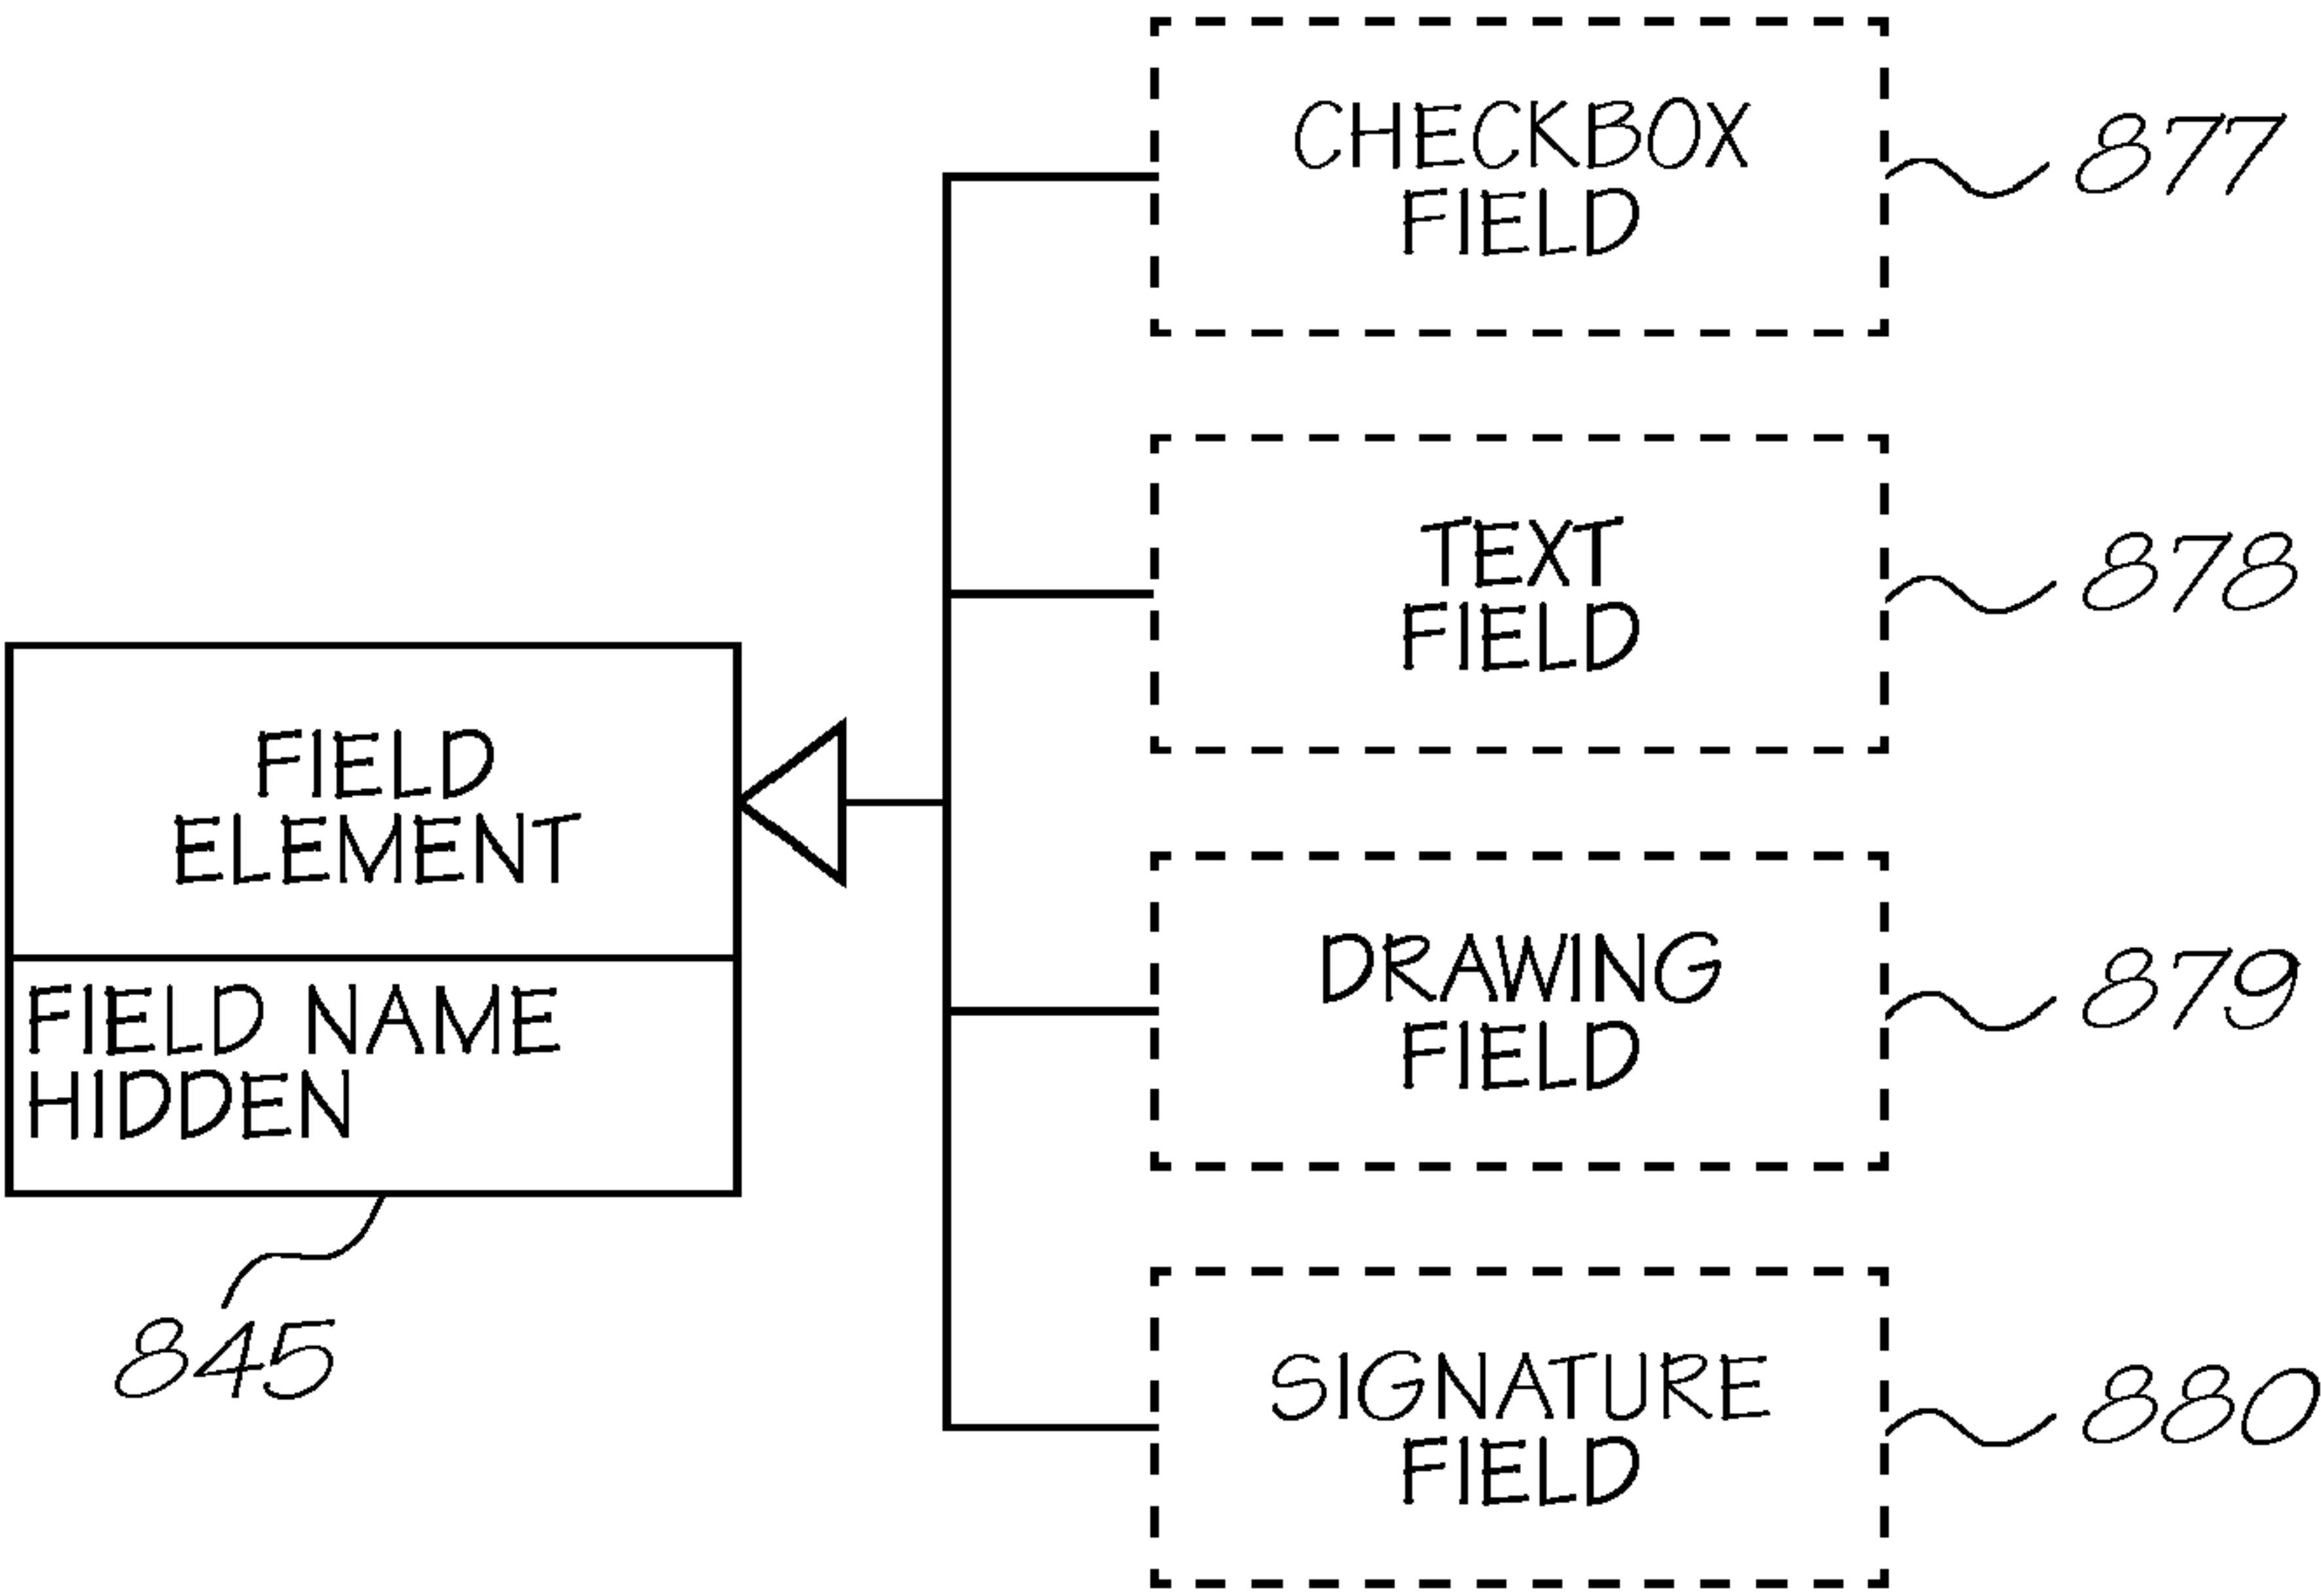 CHECKBOX
FIELD
877
TEXT
FIELD
878
FIELD
ELEMENT
FIELD NAME
HIDDEN
845
DRAWING
FIELD
879
SIGNATURE
FIELD
880